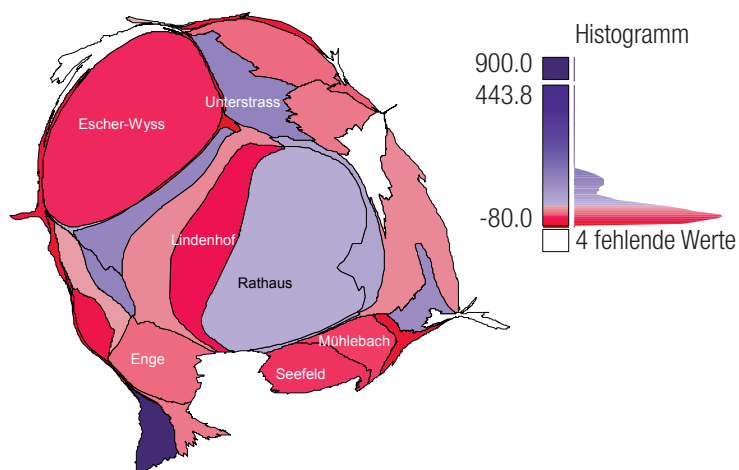 Histogramm
900.0
443.8
-80.0
4 fehlende Werte
Unterstrass
Escher-Wyss
Lindenhof
Rathaus
Mühlebach
Enge
Seefeld